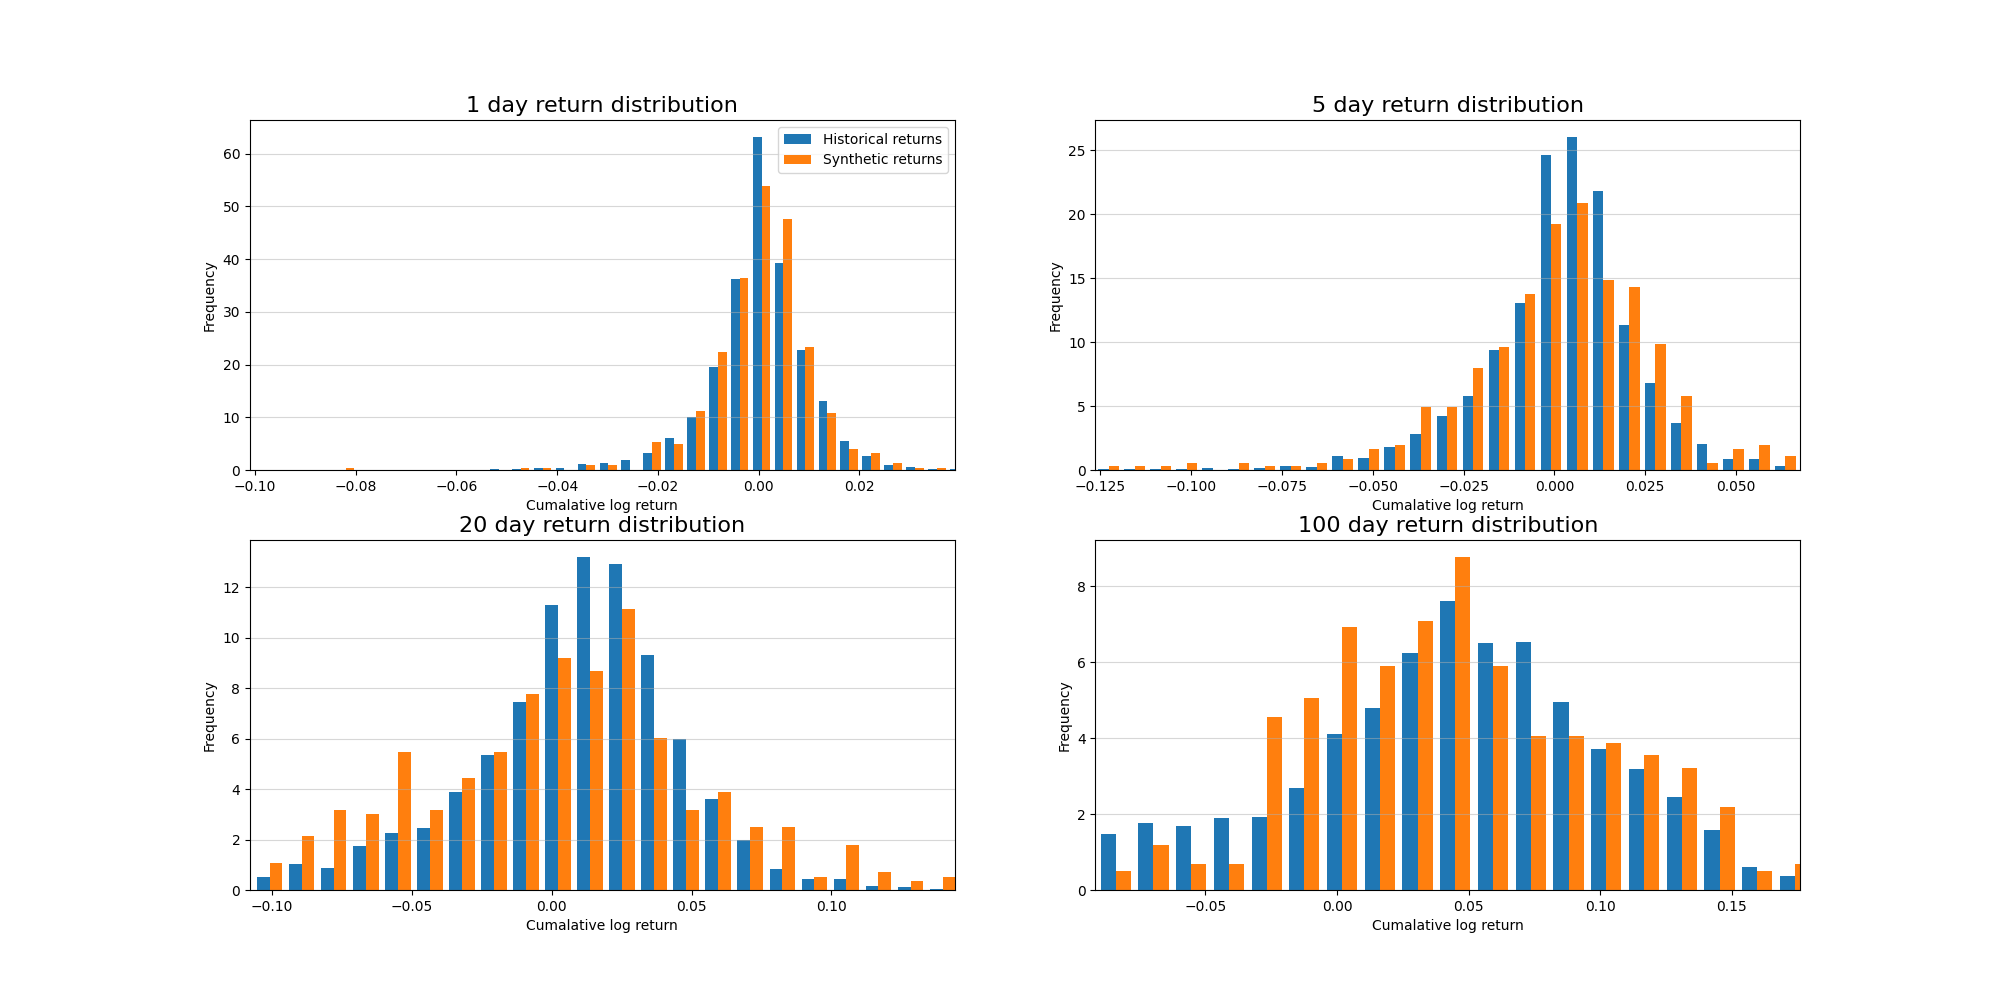 1 day return distribution
Historical returns
Synthetic returns
Frequency
60
50
40
30
20
10
0
−0.10 −0.08 −0.06 −0.04 −0.02 0.00 0.02
Cumalative log return
5 day return distribution
Frequency
25
20
15
10
5
0
−0.125 −0.100 −0.075 −0.050 −0.025 0.000 0.025 0.050
Cumalative log return
20 day return distribution
Frequency
12
10
8
6
4
2
0
−0.10 −0.05 0.00 0.05 0.10
Cumalative log return
100 day return distribution
Frequency
8
6
4
2
0
−0.05 0.00 0.05 0.10 0.15
Cumalative log return